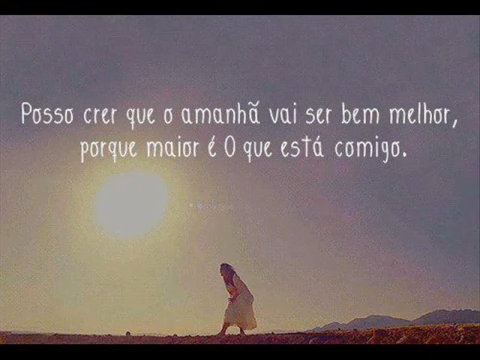 Posso crer que o amanhã vai ser bem melhor,
porque maior é O que está comigo.